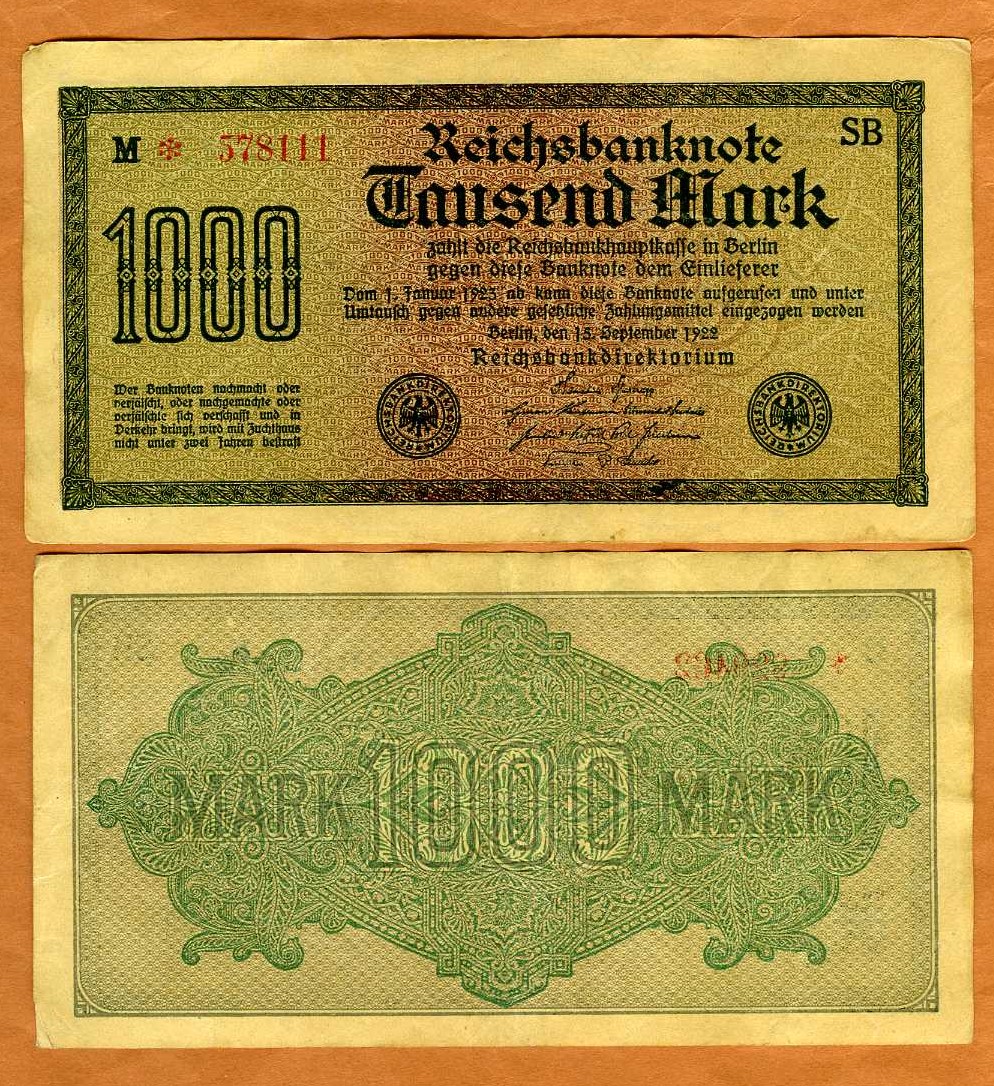 M * 578111
SB
Reichsbanknote
Tausend Mark
zahlt die Reichsbankhauptkasse in Berlin
gegen diese Banknote dem Einlieferer
Vom 1. Januar 1923 ab kann diese Banknote aufgerufen und unter
Umtausch gegen andere gesetzliche Zahlungsmittel eingezogen werden
Berlin, den 15. September 1922
Reichsbankdirektorium
1000
Wer Banknoten nachmacht oder
verfälscht, oder nachgemachte oder
verfälschte sich verschafft und in
Verkehr bringt, wird mit Zuchthaus
nicht unter zwei Jahren bestraft
REICHSBANKDIREKTORIUM
REICHSBANKDIREKTORIUM
MARK 1000 MARK